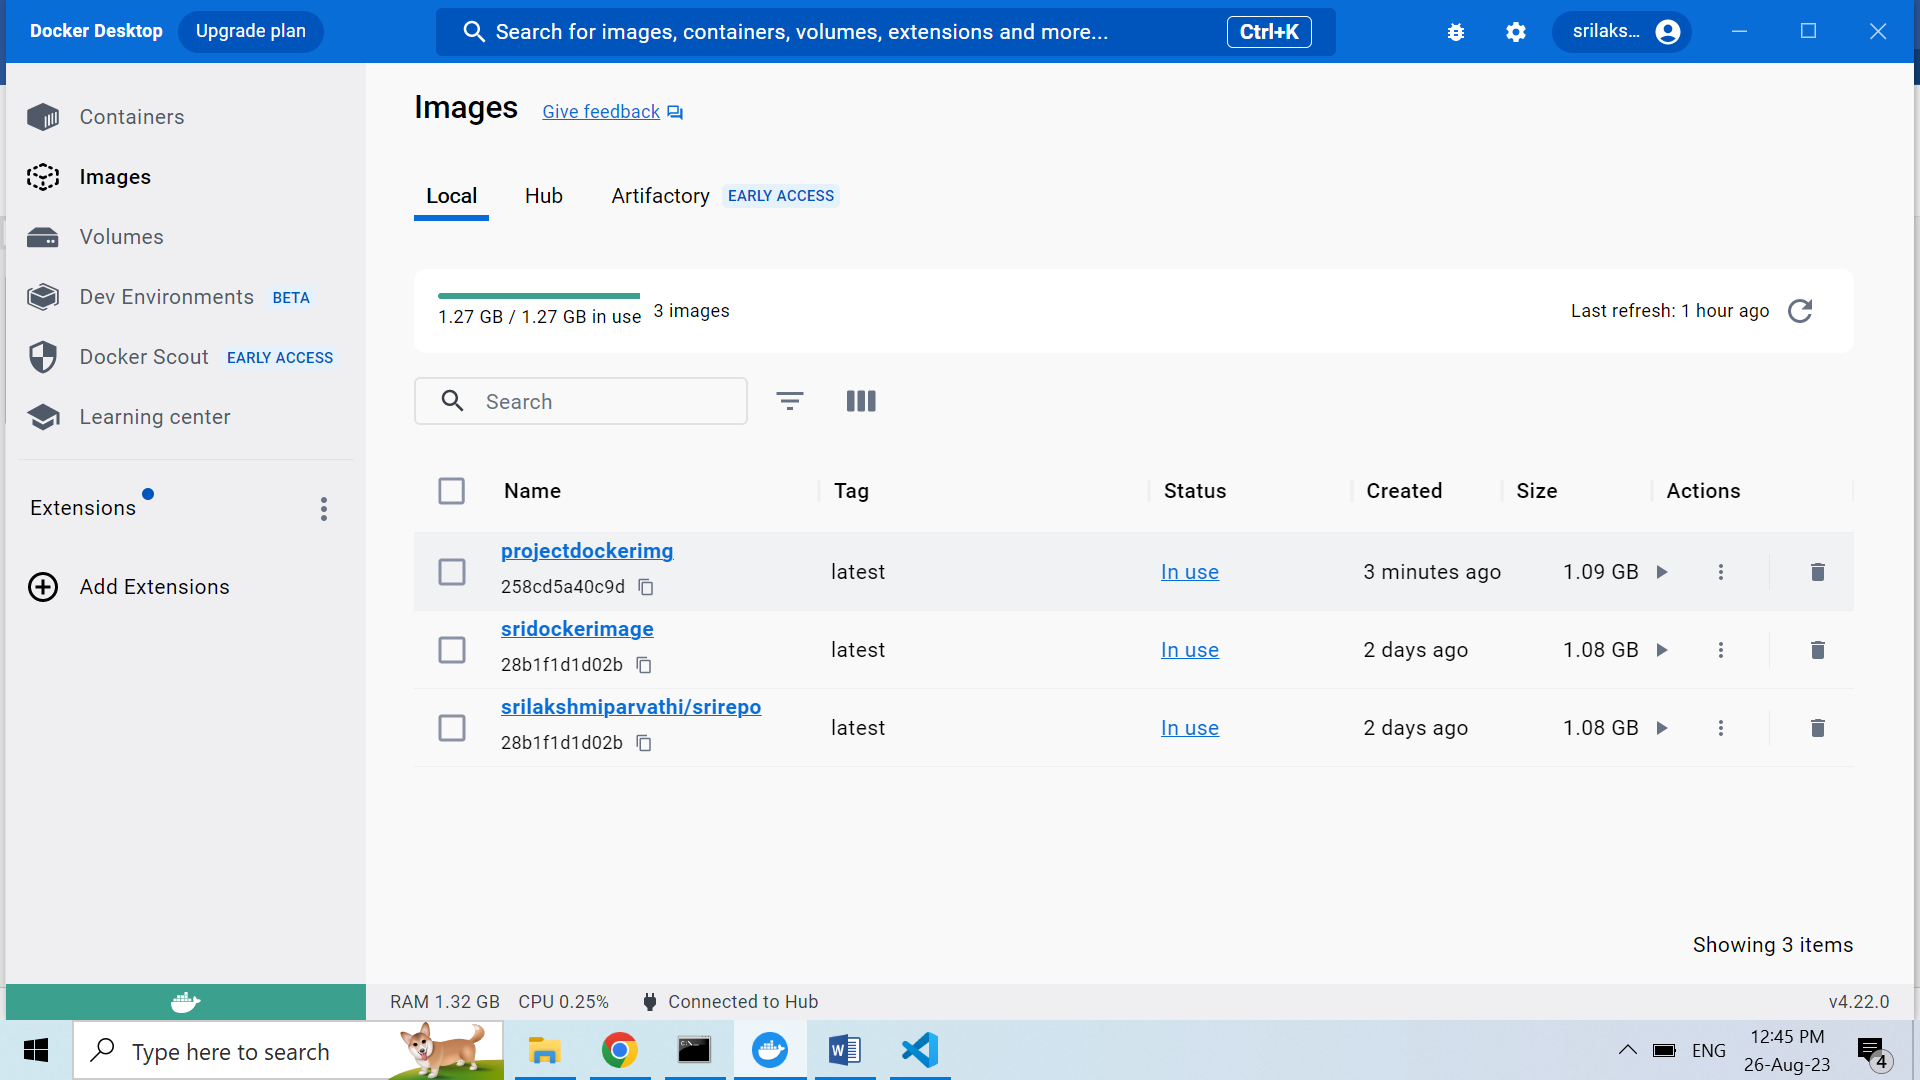 Docker Desktop Upgrade plan Search for images, containers, volumes, extensions and more... Ctrl+K srilaks...
Containers
Images
Volumes
Dev Environments BETA
Docker Scout EARLY ACCESS
Learning center
Extensions
Add Extensions
Images Give feedback
Local Hub Artifactory EARLY ACCESS
1.27 GB / 1.27 GB in use 3 images Last refresh: 1 hour ago
Search
Name Tag Status Created Size Actions
projectdockerimg
258cd5a40c9d latest In use 3 minutes ago 1.09 GB
sridockerimage
28b1f1d1d02b latest In use 2 days ago 1.08 GB
srilakshmiparvathi/srirepo
28b1f1d1d02b latest In use 2 days ago 1.08 GB
Showing 3 items
RAM 1.32 GB CPU 0.25% Connected to Hub v4.22.0
Type here to search ENG 12:45 PM
26-Aug-23 4